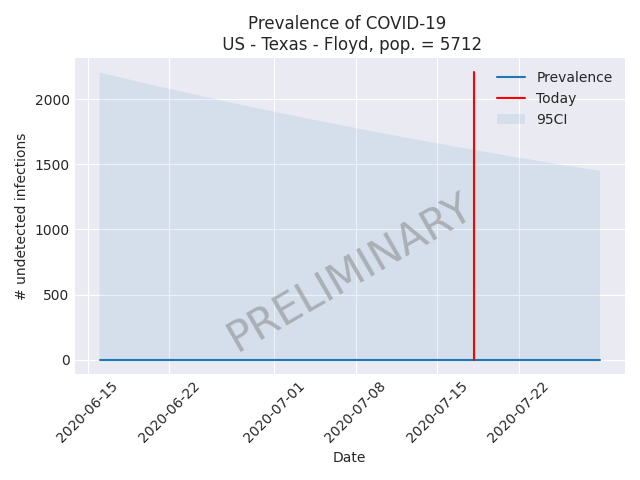 Prevalence of COVID-19
US - Texas - Floyd, pop. = 5712
Prevalence
Today
95CI
2000
1500
1000
500
0
# undetected infections
PRELIMINARY
2020-06-15
2020-06-22
2020-07-01
2020-07-08
2020-07-15
2020-07-22
Date